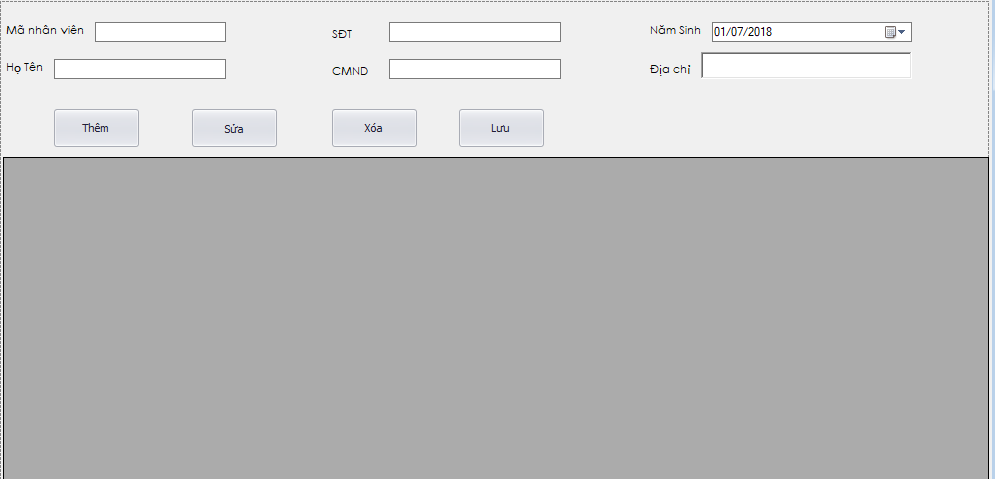 Mã nhân viên SĐT Năm Sinh 01/07/2018
Họ Tên CMND Địa chỉ
Thêm Sửa Xóa Lưu